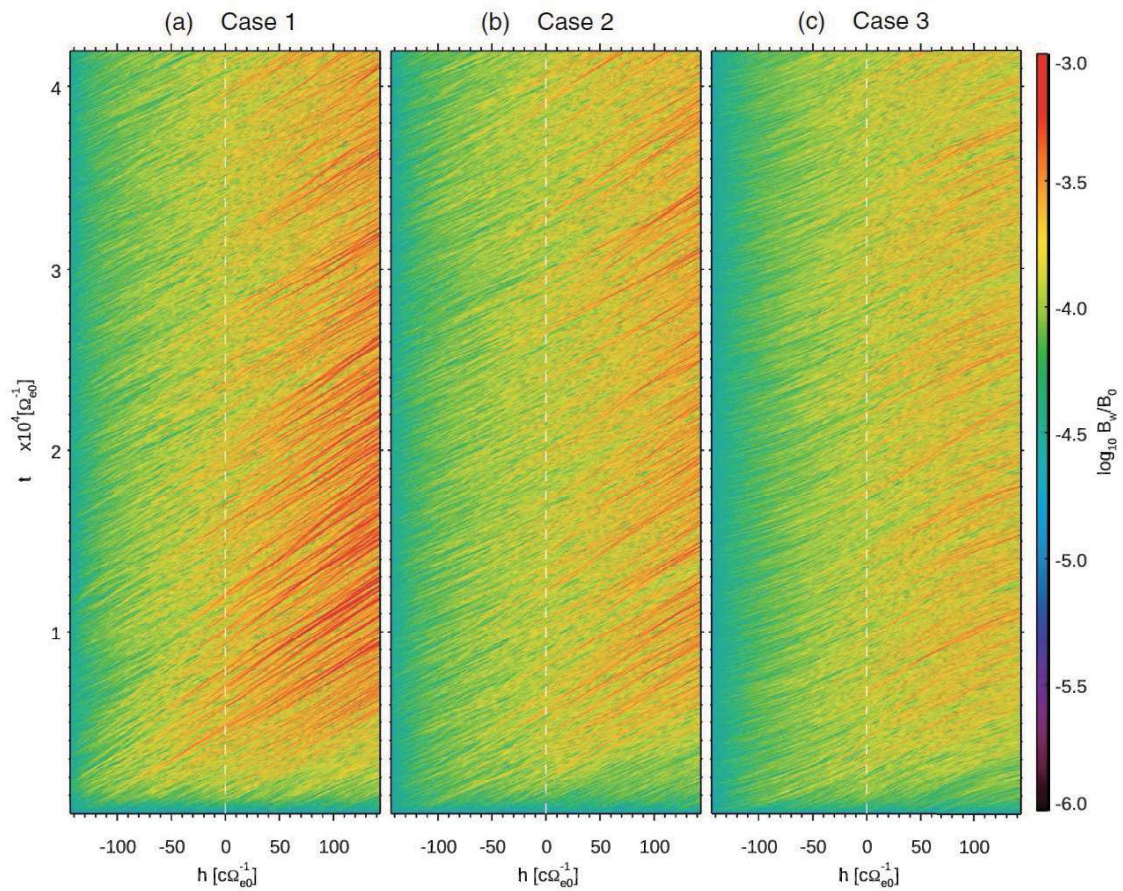 (a) Case 1
(b) Case 2
(c) Case 3
4
3
2
1
t x10⁴[Ω⁻¹e0]
-100 -50 0 50 100
-100 -50 0 50 100
-100 -50 0 50 100
h [cΩ⁻¹e0]
h [cΩ⁻¹e0]
h [cΩ⁻¹e0]
-3.0
-3.5
-4.0
-4.5
-5.0
-5.5
-6.0
log₁₀ Bw/B₀